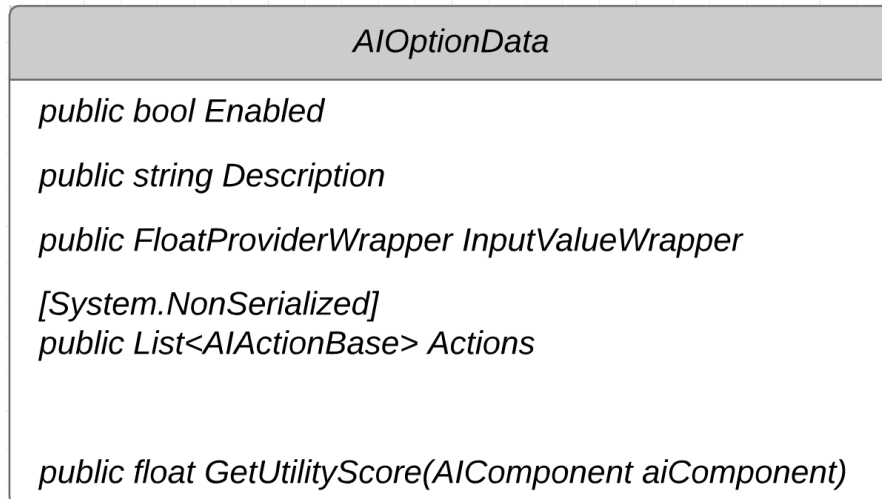 AIOptionData
public bool Enabled
public string Description
public FloatProviderWrapper InputValueWrapper
[System.NonSerialized]
public List<AIActionBase> Actions
public float GetUtilityScore(AIComponent aiComponent)